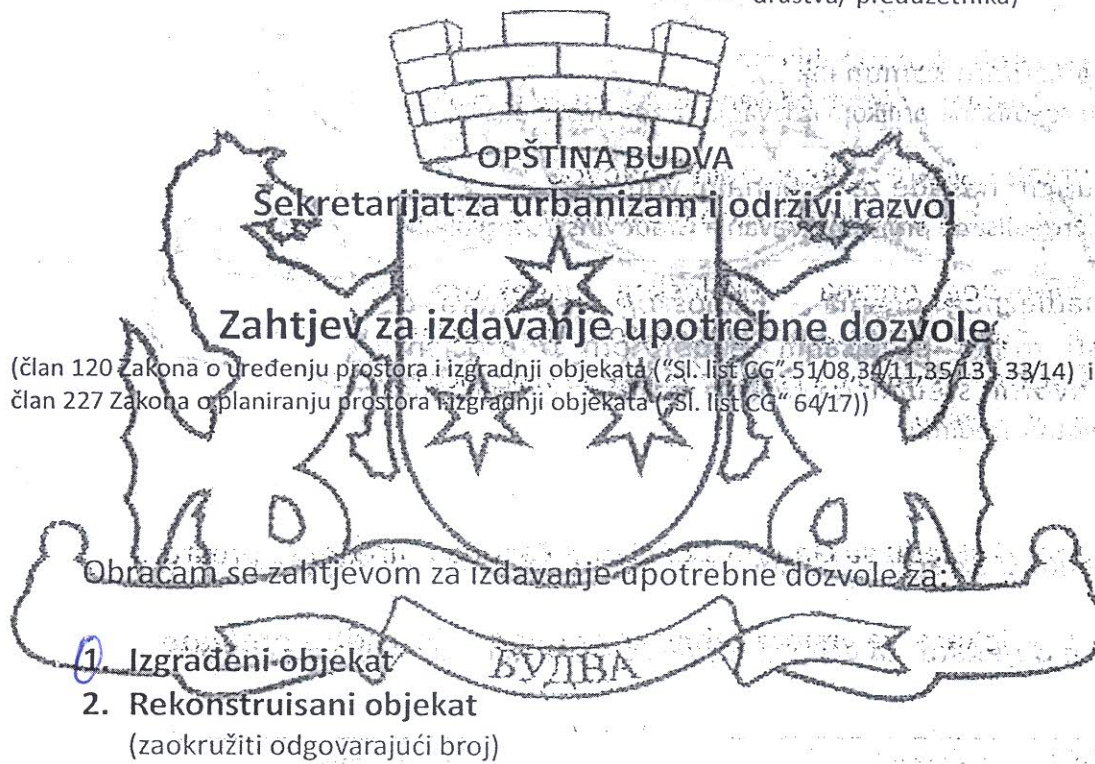 društva/ preduzetnika)
OPŠTINA BUDVA
Sekretarijat za urbanizam i održivi razvoj
Zahtjev za izdavanje upotrebne dozvole
(član 120 Zakona o uređenju prostora i izgradnji objekata ("Sl. list CG" 51/08,34/11,35/13 i 33/14) i
član 227 Zakona o planiranju prostora i izgradnji objekata ("Sl. list CG" 64/17))
Obraćam se zahtjevom za izdavanje upotrebne dozvole za:
1. Izgrađeni objekat
БУДВА
2. Rekonstruisani objekat
(zaokružiti odgovarajući broj)